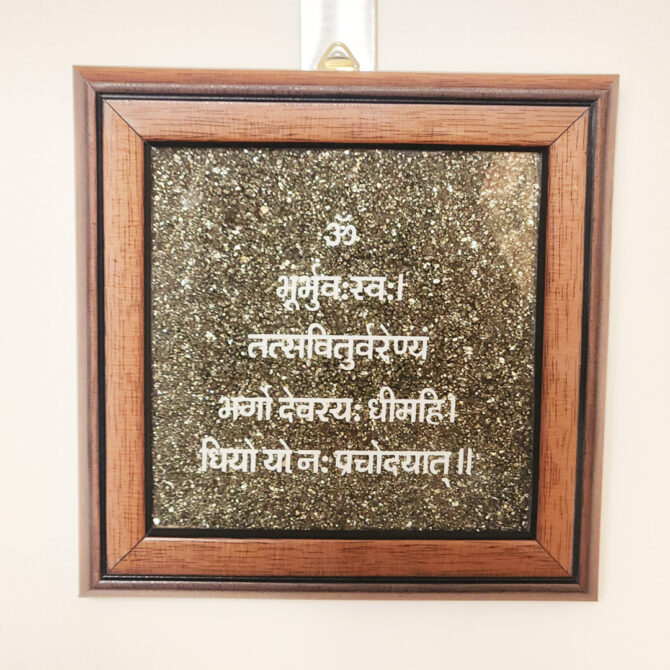 ॐ
भूर्भुवःस्वः।
तत्सवितुर्वरेण्यं
भर्गो देवस्यः धीमहि।
धियो यो नः प्रचोदयात्॥